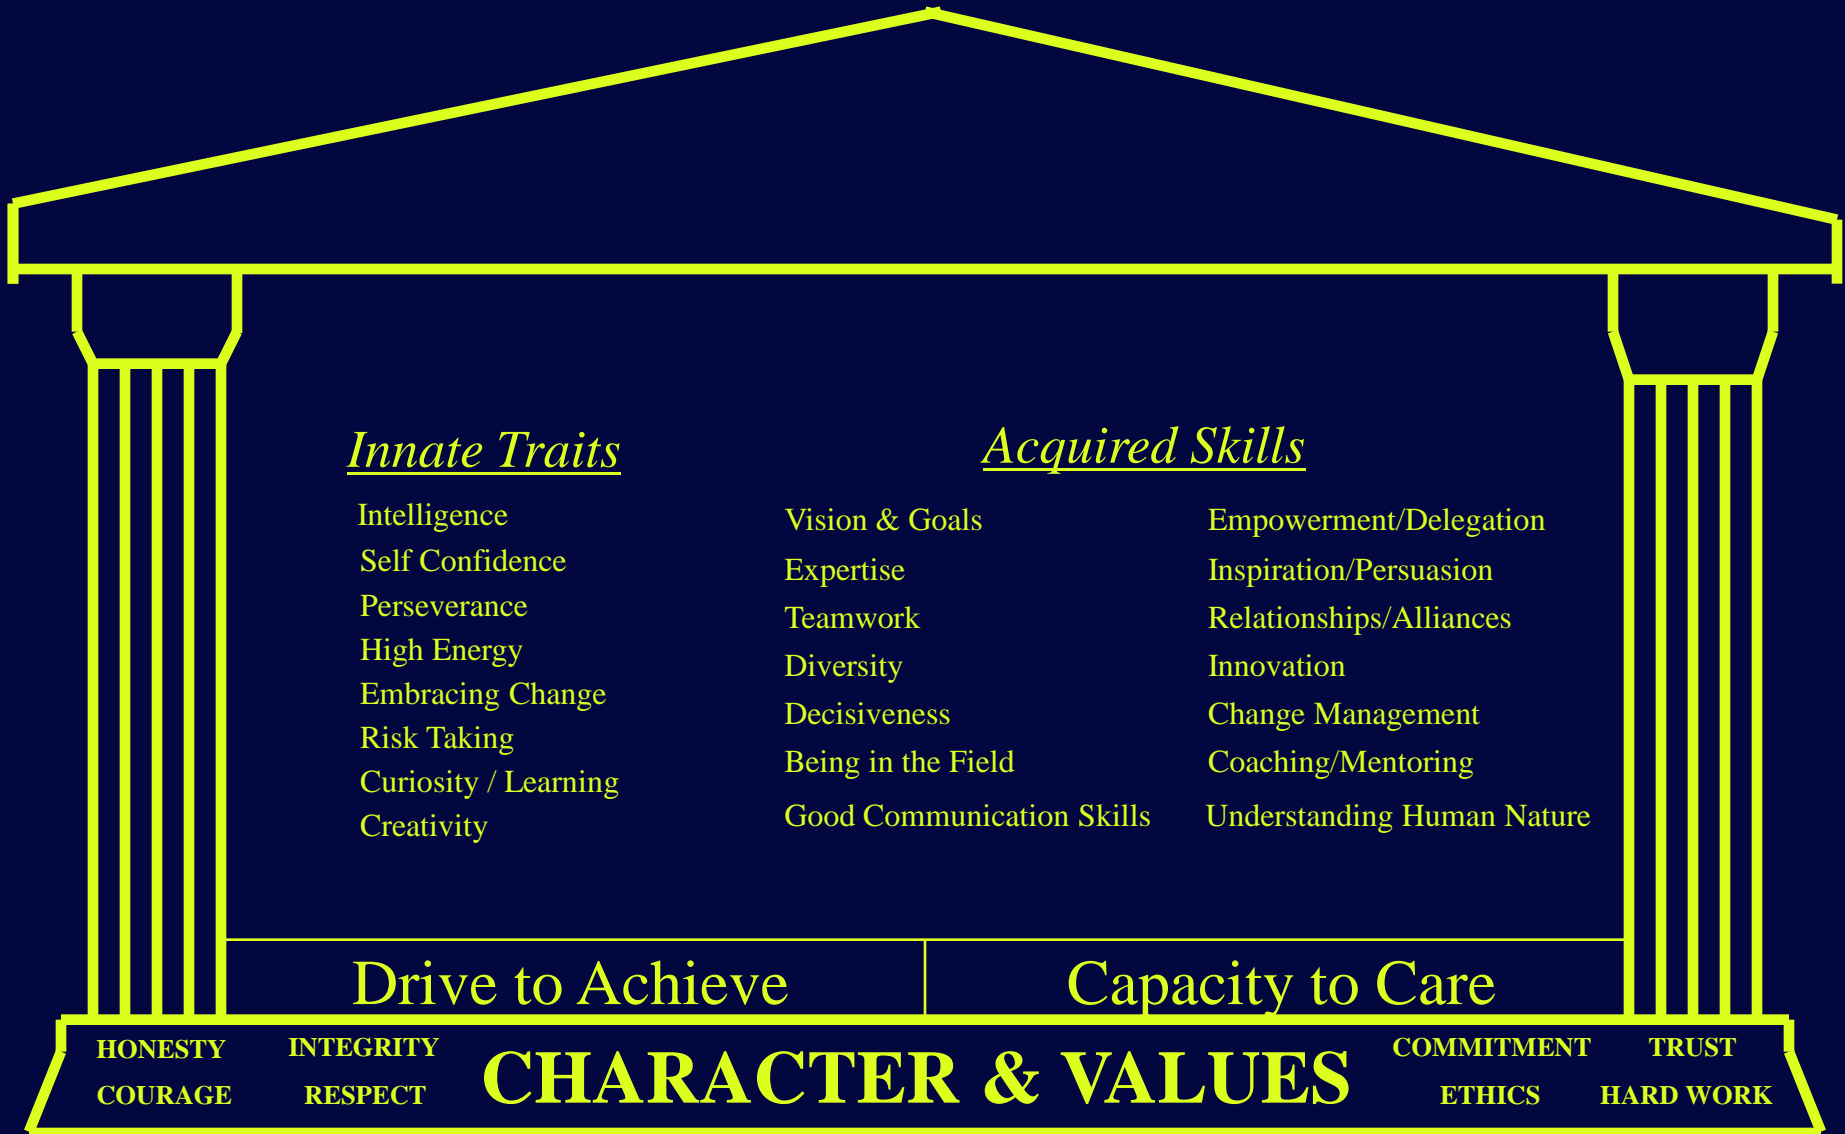 Innate Traits
Intelligence
Self Confidence
Perseverance
High Energy
Embracing Change
Risk Taking
Curiosity / Learning
Creativity
Acquired Skills
Vision & Goals
Expertise
Teamwork
Diversity
Decisiveness
Being in the Field
Good Communication Skills
Empowerment/Delegation
Inspiration/Persuasion
Relationships/Alliances
Innovation
Change Management
Coaching/Mentoring
Understanding Human Nature
Drive to Achieve
Capacity to Care
HONESTY
INTEGRITY
COURAGE
RESPECT
CHARACTER & VALUES
COMMITMENT
TRUST
ETHICS
HARD WORK